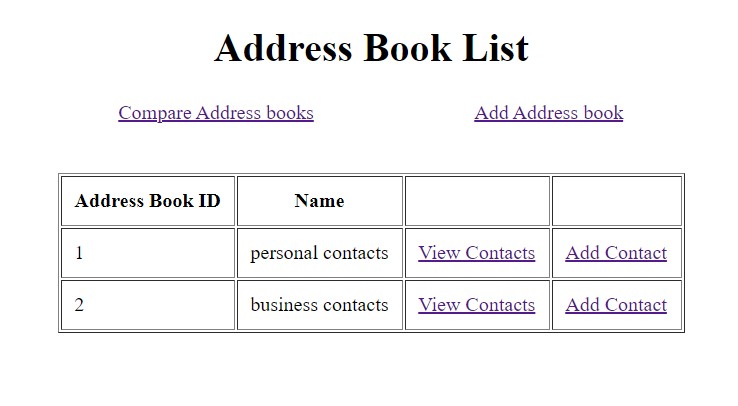 Address Book List
Compare Address books Add Address book
Address Book ID Name
1 personal contacts View Contacts Add Contact
2 business contacts View Contacts Add Contact